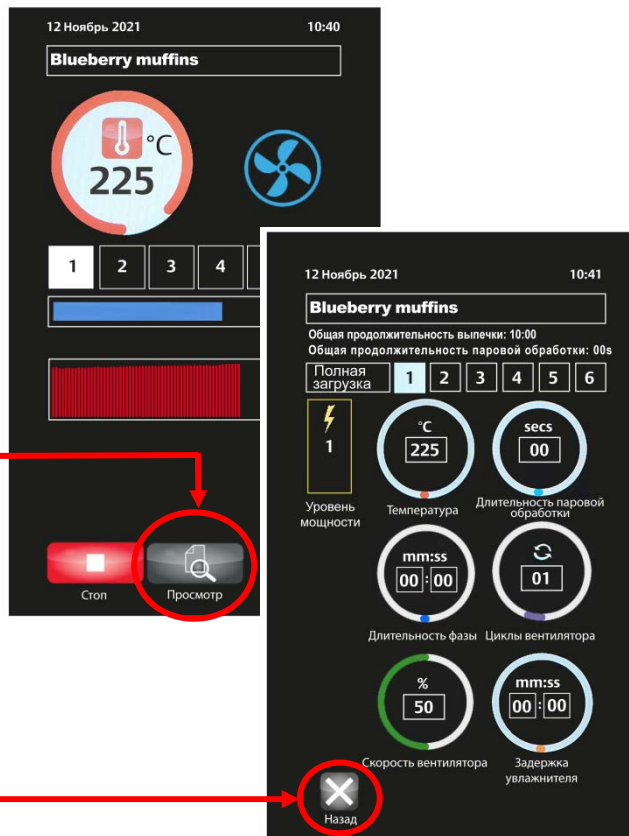 12 Ноябрь 2021 10:40
Blueberry muffins
°C
225
1 2 3 4
Стоп Просмотр
12 Ноябрь 2021 10:41
Blueberry muffins
Общая продолжительность выпечки: 10:00
Общая продолжительность паровой обработки: 00s
Полная
загрузка
1 2 3 4 5 6
1
Уровень
мощности
°C
225
Температура
secs
00
Длительность паровой
обработки
mm:ss
00:00
Длительность фазы
01
Циклы вентилятора
%
50
Скорость вентилятора
mm:ss
00:00
Задержка
увлажнителя
Назад